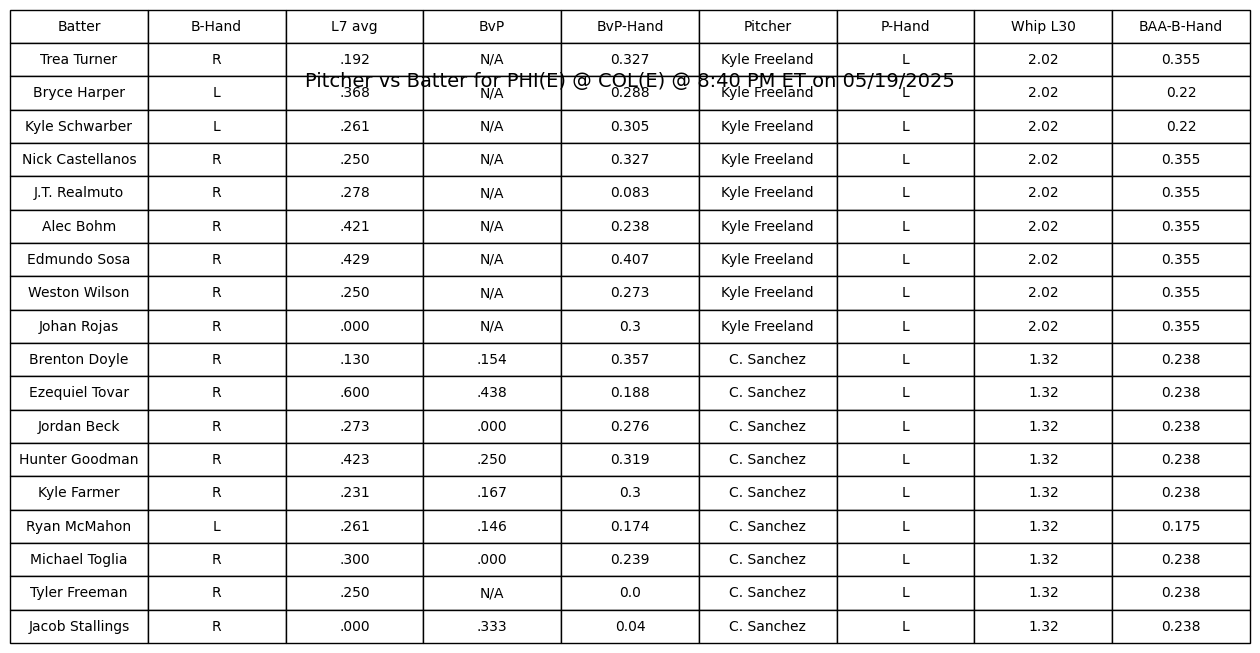 Batter B-Hand L7 avg BvP BvP-Hand Pitcher P-Hand Whip L30 BAA-B-Hand
Trea Turner R .192 N/A 0.327 Kyle Freeland L 2.02 0.355
Pitcher vs Batter for PHI(E) @ COL(E) @ 8:40 PM ET on 05/19/2025
Bryce Harper L .368 N/A 0.288 Kyle Freeland L 2.02 0.22
Kyle Schwarber L .261 N/A 0.305 Kyle Freeland L 2.02 0.22
Nick Castellanos R .250 N/A 0.327 Kyle Freeland L 2.02 0.355
J.T. Realmuto R .278 N/A 0.083 Kyle Freeland L 2.02 0.355
Alec Bohm R .421 N/A 0.238 Kyle Freeland L 2.02 0.355
Edmundo Sosa R .429 N/A 0.407 Kyle Freeland L 2.02 0.355
Weston Wilson R .250 N/A 0.273 Kyle Freeland L 2.02 0.355
Johan Rojas R .000 N/A 0.3 Kyle Freeland L 2.02 0.355
Brenton Doyle R .130 .154 0.357 C. Sanchez L 1.32 0.238
Ezequiel Tovar R .600 .438 0.188 C. Sanchez L 1.32 0.238
Jordan Beck R .273 .000 0.276 C. Sanchez L 1.32 0.238
Hunter Goodman R .423 .250 0.319 C. Sanchez L 1.32 0.238
Kyle Farmer R .231 .167 0.3 C. Sanchez L 1.32 0.238
Ryan McMahon L .261 .146 0.174 C. Sanchez L 1.32 0.175
Michael Toglia R .300 .000 0.239 C. Sanchez L 1.32 0.238
Tyler Freeman R .250 N/A 0.0 C. Sanchez L 1.32 0.238
Jacob Stallings R .000 .333 0.04 C. Sanchez L 1.32 0.238